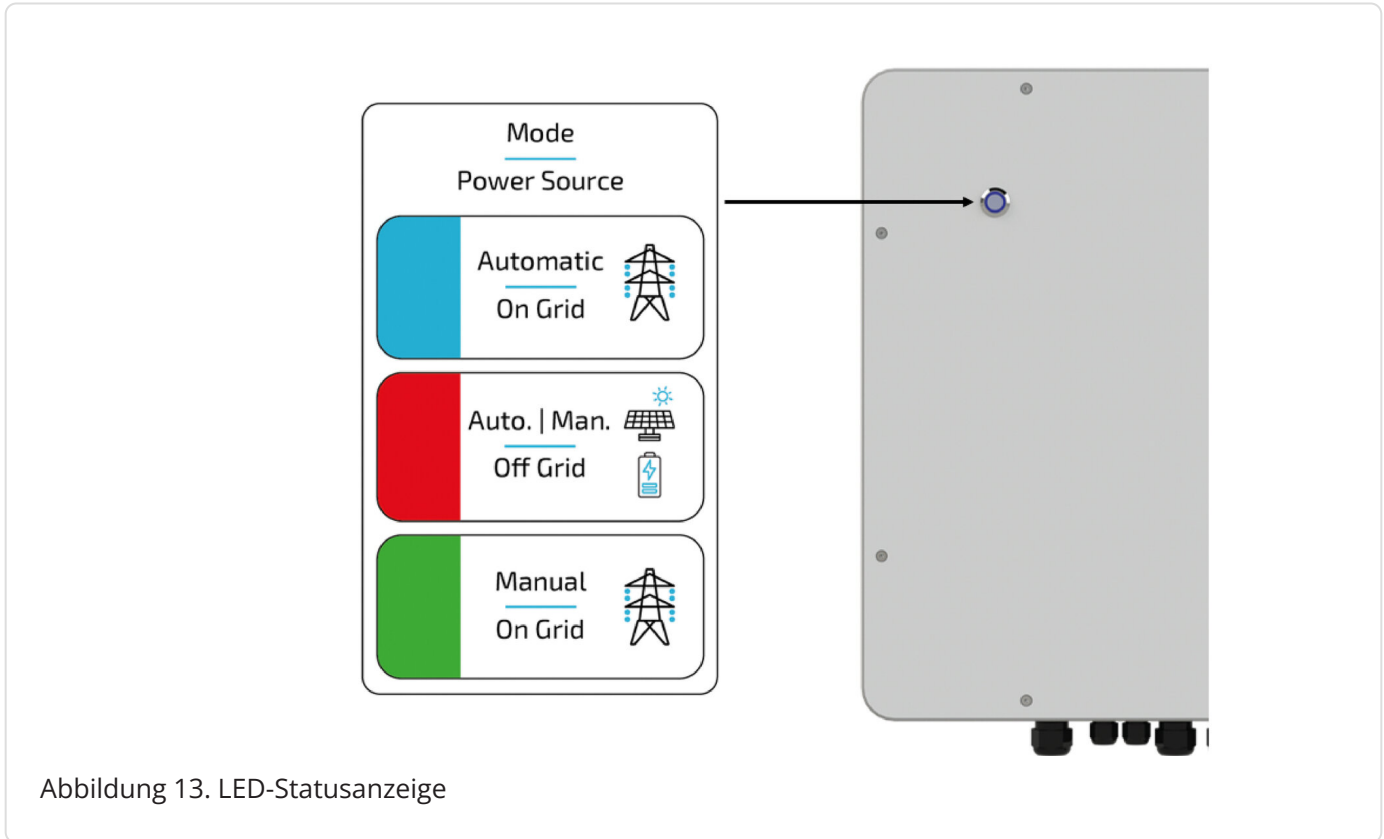 Mode
Power Source
Automatic
On Grid
Auto. | Man.
Off Grid
Manual
On Grid
Abbildung 13. LED-Statusanzeige